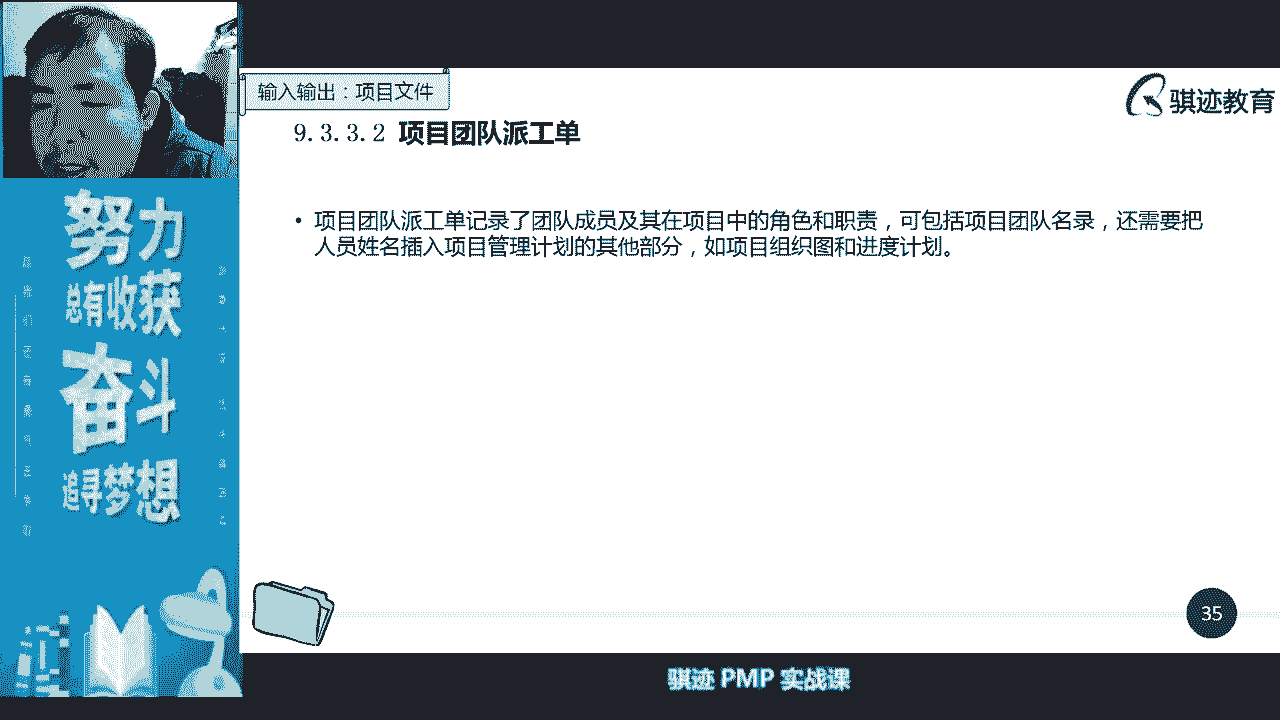 输入输出：项目文件
骐迹教育
9.3.3.2 项目团队派工单
• 项目团队派工单记录了团队成员及其在项目中的角色和职责，可包括项目团队名录，还需要把
人员姓名插入项目管理计划的其他部分，如项目组织图和进度计划。
努力
总有收获
奋斗
追寻梦想
35
骐迹 PMP 实战课